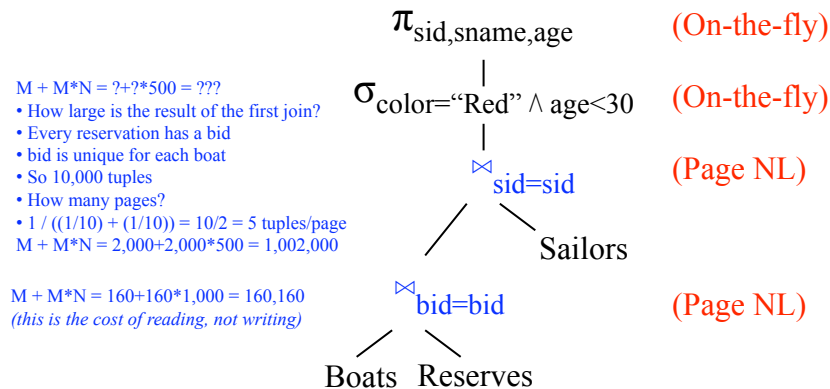 π sid,sname,age (On-the-fly)
σ color=“Red” ∧ age<30 (On-the-fly)
M + M*N = ?+?*500 = ???
• How large is the result of the first join?
• Every reservation has a bid
• bid is unique for each boat
• So 10,000 tuples
• How many pages?
• 1 / ((1/10) + (1/10)) = 10/2 = 5 tuples/page
M + M*N = 2,000+2,000*500 = 1,002,000
⋈ sid=sid (Page NL)
Sailors
M + M*N = 160+160*1,000 = 160,160
(this is the cost of reading, not writing)
⋈ bid=bid (Page NL)
Boats Reserves